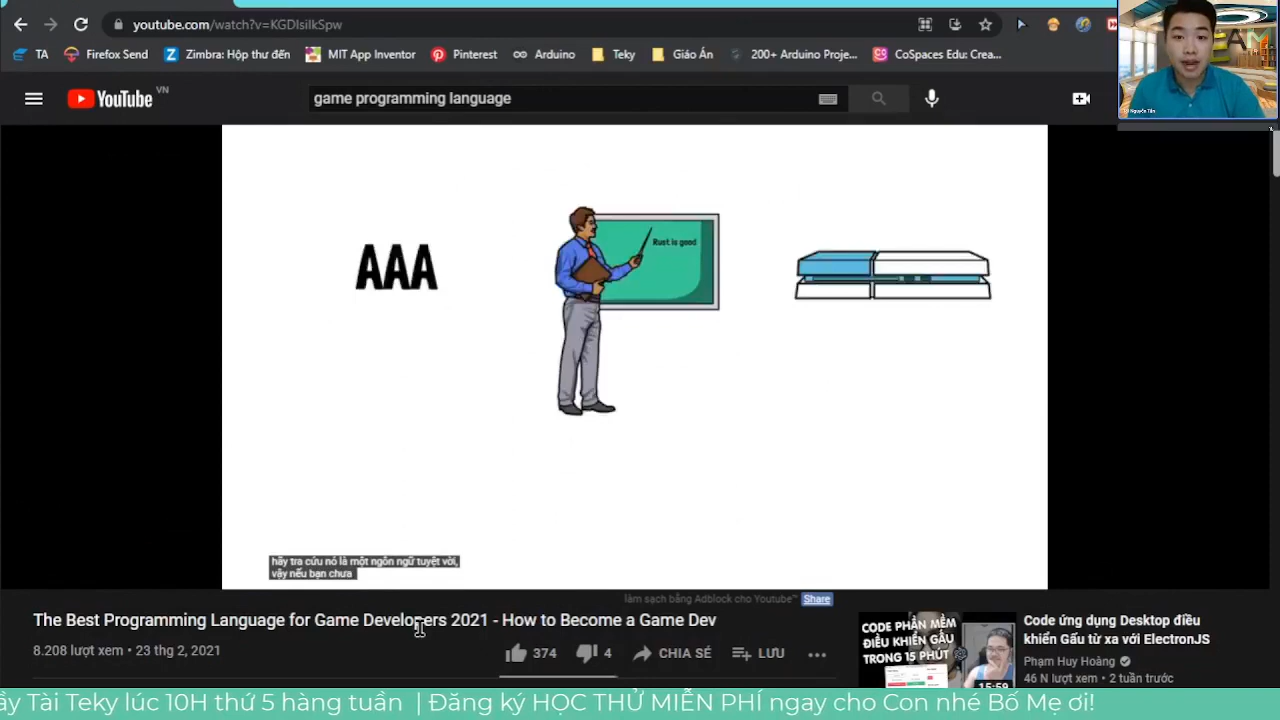 youtube.com/watch?v=KGDIsilkSpw
TA Firefox Send Zimbra: Hộp thư đến MIT App Inventor Pinterest Arduino Teky Giáo Án 200+ Arduino Proje... CoSpaces Edu: Crea...
YouTube VN
game programming language
AAA
Rust is good
hãy tra cứu nó là một ngôn ngữ tuyệt vời,
vậy nếu bạn chưa
làm sạch bằng Adblock cho Youtube™ Share
The Best Programming Language for Game Developers 2021 - How to Become a Game Dev
8.208 lượt xem • 23 thg 2, 2021
374 4 CHIA SẺ LƯU
CODE PHẦN MỀM
ĐIỀU KHIỂN GẤU
TRONG 15 PHÚT
15:59
Code ứng dụng Desktop điều
khiển Gấu từ xa với ElectronJS
Phạm Huy Hoàng
46 N lượt xem • 2 tuần trước
ầy Tài Teky lúc 10H thứ 5 hàng tuần | Đăng ký HỌC THỬ MIỄN PHÍ ngay cho Con nhé Bố Mẹ ơi!